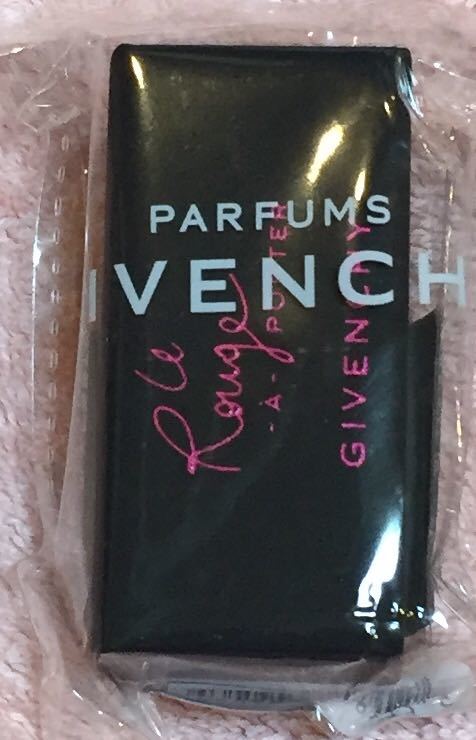 PARFUMS
IVENCH
le
Rouge
-À-PORTER
GIVENCHY